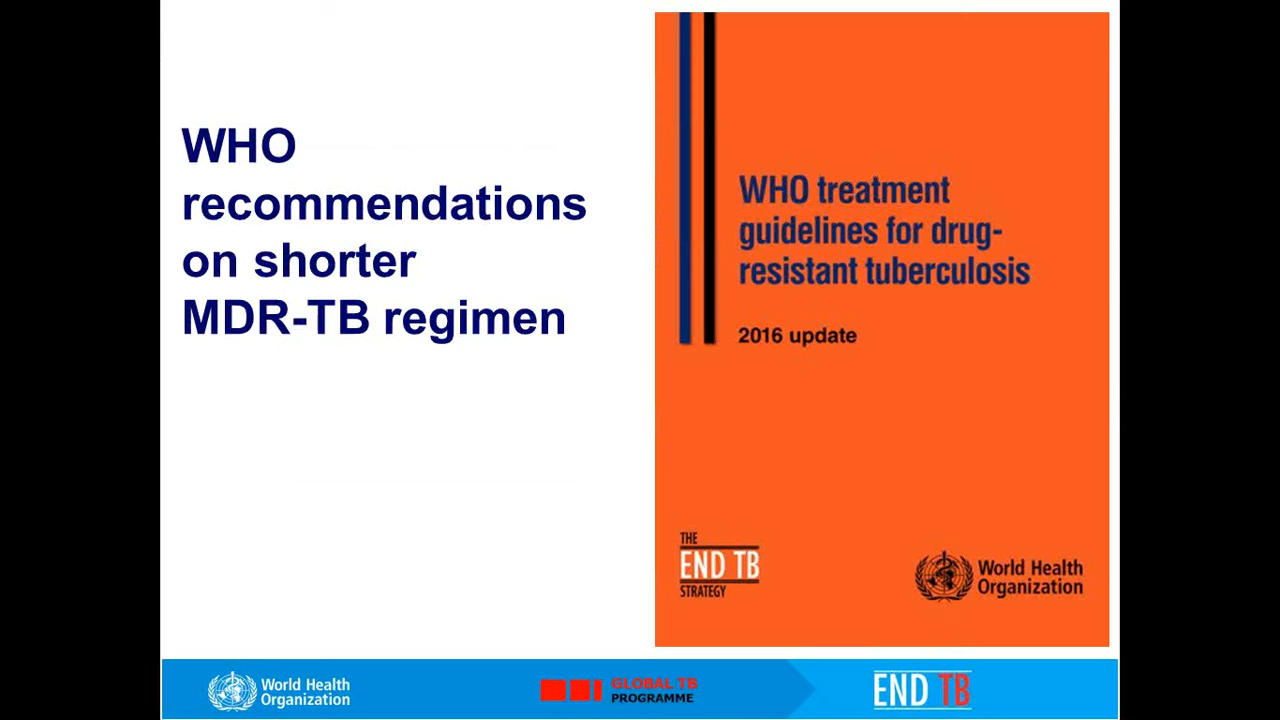 WHO
recommendations
on shorter
MDR-TB regimen
WHO treatment
guidelines for drug-
resistant tuberculosis
2016 update
THE
END TB
STRATEGY
World Health
Organization
World Health
Organization
GLOBAL TB
PROGRAMME
END TB